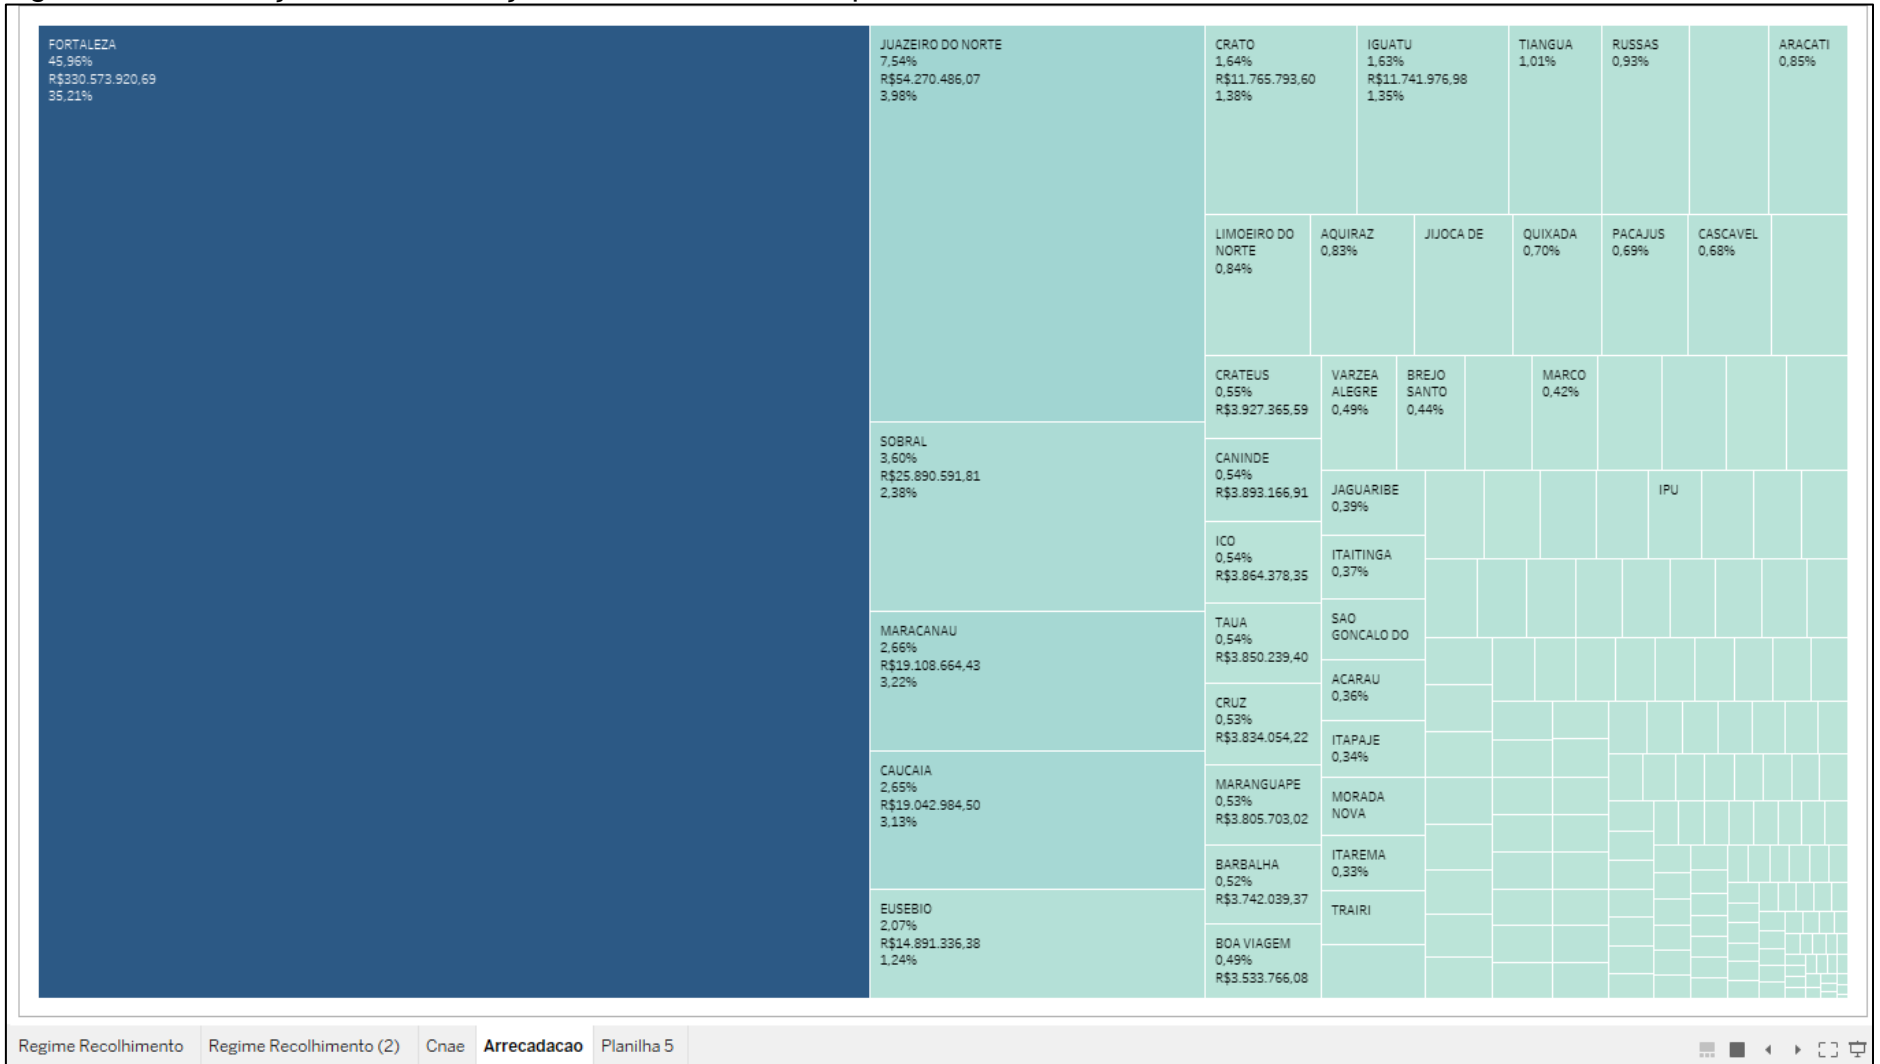 FORTALEZA
45,96%
R$330.573.920,69
35,21%
JUAZEIRO DO NORTE
7,54%
R$54.270.486,07
3,98%
SOBRAL
3,60%
R$25.890.591,81
2,38%
MARACANAU
2,66%
R$19.108.664,43
3,22%
CAUCAIA
2,65%
R$19.042.984,50
3,13%
EUSEBIO
2,07%
R$14.891.336,38
1,24%
CRATO
1,64%
R$11.765.793,60
1,38%
IGUATU
1,63%
R$11.741.976,98
1,35%
TIANGUA
1,01%
RUSSAS
0,93%
ARACATI
0,85%
LIMOEIRO DO
NORTE
0,84%
AQUIRAZ
0,83%
JIJOCA DE
QUIXADA
0,70%
PACAJUS
0,69%
CASCAVEL
0,68%
CRATEUS
0,55%
R$3.927.365,59
CANINDE
0,54%
R$3.893.166,91
ICO
0,54%
R$3.864.378,35
TAUA
0,54%
R$3.850.239,40
CRUZ
0,53%
R$3.834.054,22
MARANGUAPE
0,53%
R$3.805.703,02
BARBALHA
0,52%
R$3.742.039,37
BOA VIAGEM
0,49%
R$3.533.766,08
VARZEA
ALEGRE
0,49%
BREJO
SANTO
0,44%
MARCO
0,42%
JAGUARIBE
0,39%
ITAITINGA
0,37%
SAO
GONCALO DO
ACARAU
0,36%
ITAPAJE
0,34%
MORADA
NOVA
ITAREMA
0,33%
TRAIRI
IPU
Regime Recolhimento
Regime Recolhimento (2)
Cnae
Arrecadacao
Planilha 5